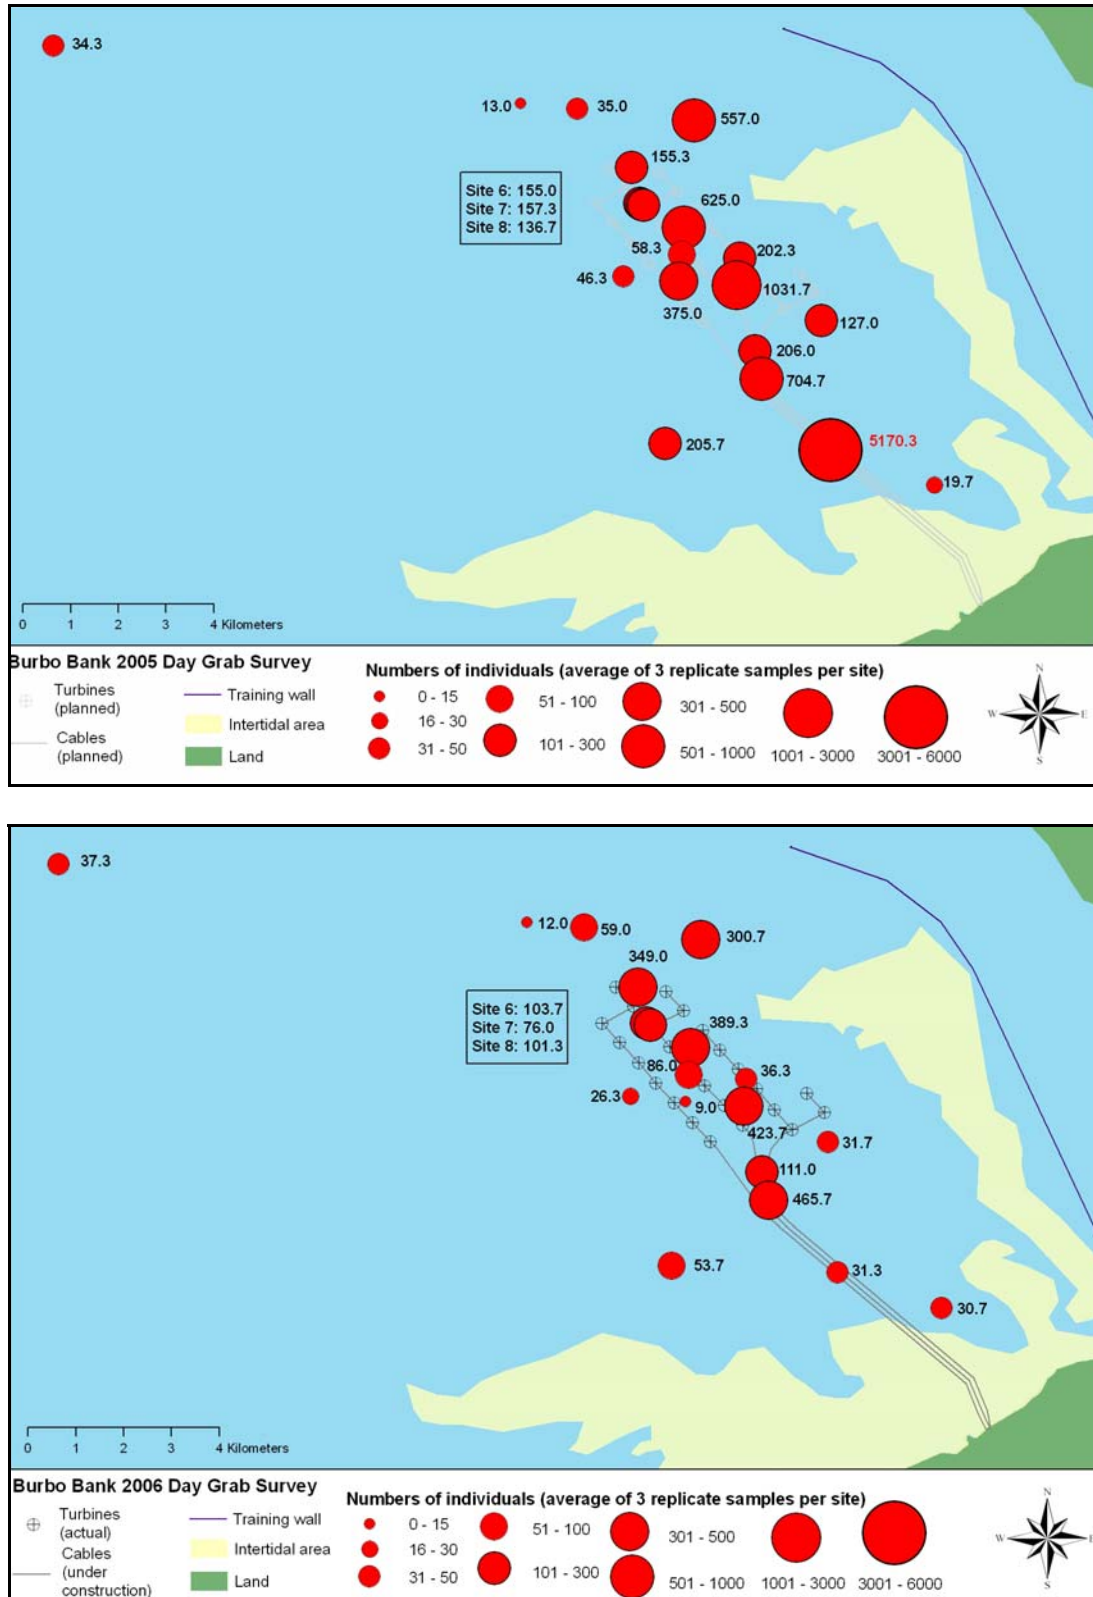 34.3
13.0
35.0
557.0
155.3
Site 6: 155.0
Site 7: 157.3
Site 8: 136.7
625.0
58.3
202.3
46.3
1031.7
375.0
127.0
206.0
704.7
205.7
5170.3
19.7
0 1 2 3 4 Kilometers
Burbo Bank 2005 Day Grab Survey
Turbines
(planned)
Cables
(planned)
Training wall
Intertidal area
Land
Numbers of individuals (average of 3 replicate samples per site)
0 - 15
16 - 30
31 - 50
51 - 100
101 - 300
301 - 500
501 - 1000
1001 - 3000
3001 - 6000
N
W E
S
37.3
12.0
59.0
300.7
349.0
Site 6: 103.7
Site 7: 76.0
Site 8: 101.3
389.3
86.0
36.3
26.3
9.0
423.7
31.7
111.0
465.7
53.7
31.3
30.7
0 1 2 3 4 Kilometers
Burbo Bank 2006 Day Grab Survey
Turbines
(actual)
Cables
(under
construction)
Training wall
Intertidal area
Land
Numbers of individuals (average of 3 replicate samples per site)
0 - 15
16 - 30
31 - 50
51 - 100
101 - 300
301 - 500
501 - 1000
1001 - 3000
3001 - 6000
N
W E
S